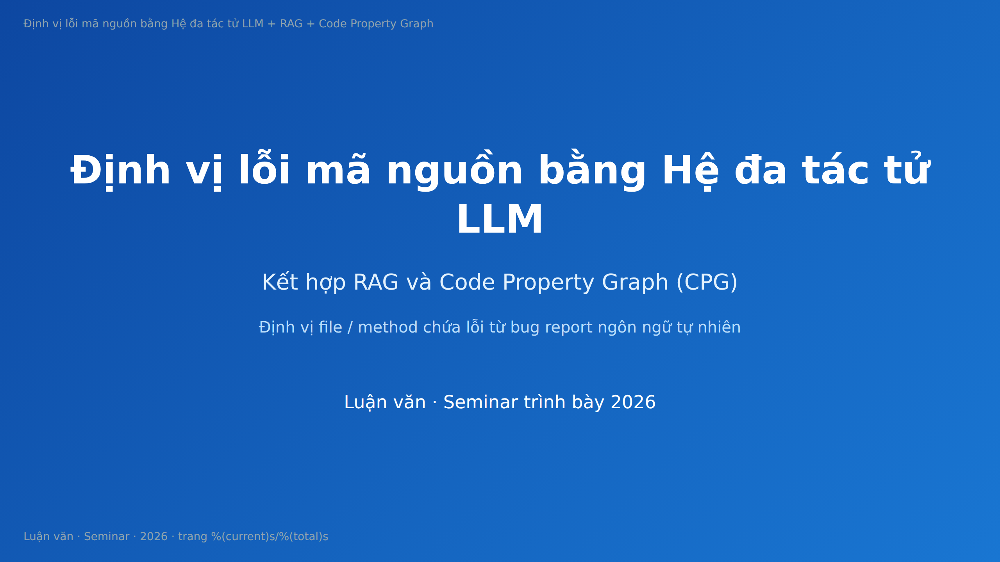 Định vị lỗi mã nguồn bằng Hệ đa tác tử LLM + RAG + Code Property Graph
Định vị lỗi mã nguồn bằng Hệ đa tác tử
LLM
Kết hợp RAG và Code Property Graph (CPG)
Định vị file / method chứa lỗi từ bug report ngôn ngữ tự nhiên
Luận văn · Seminar trình bày 2026
Luận văn · Seminar · 2026 · trang %(current)s/%(total)s